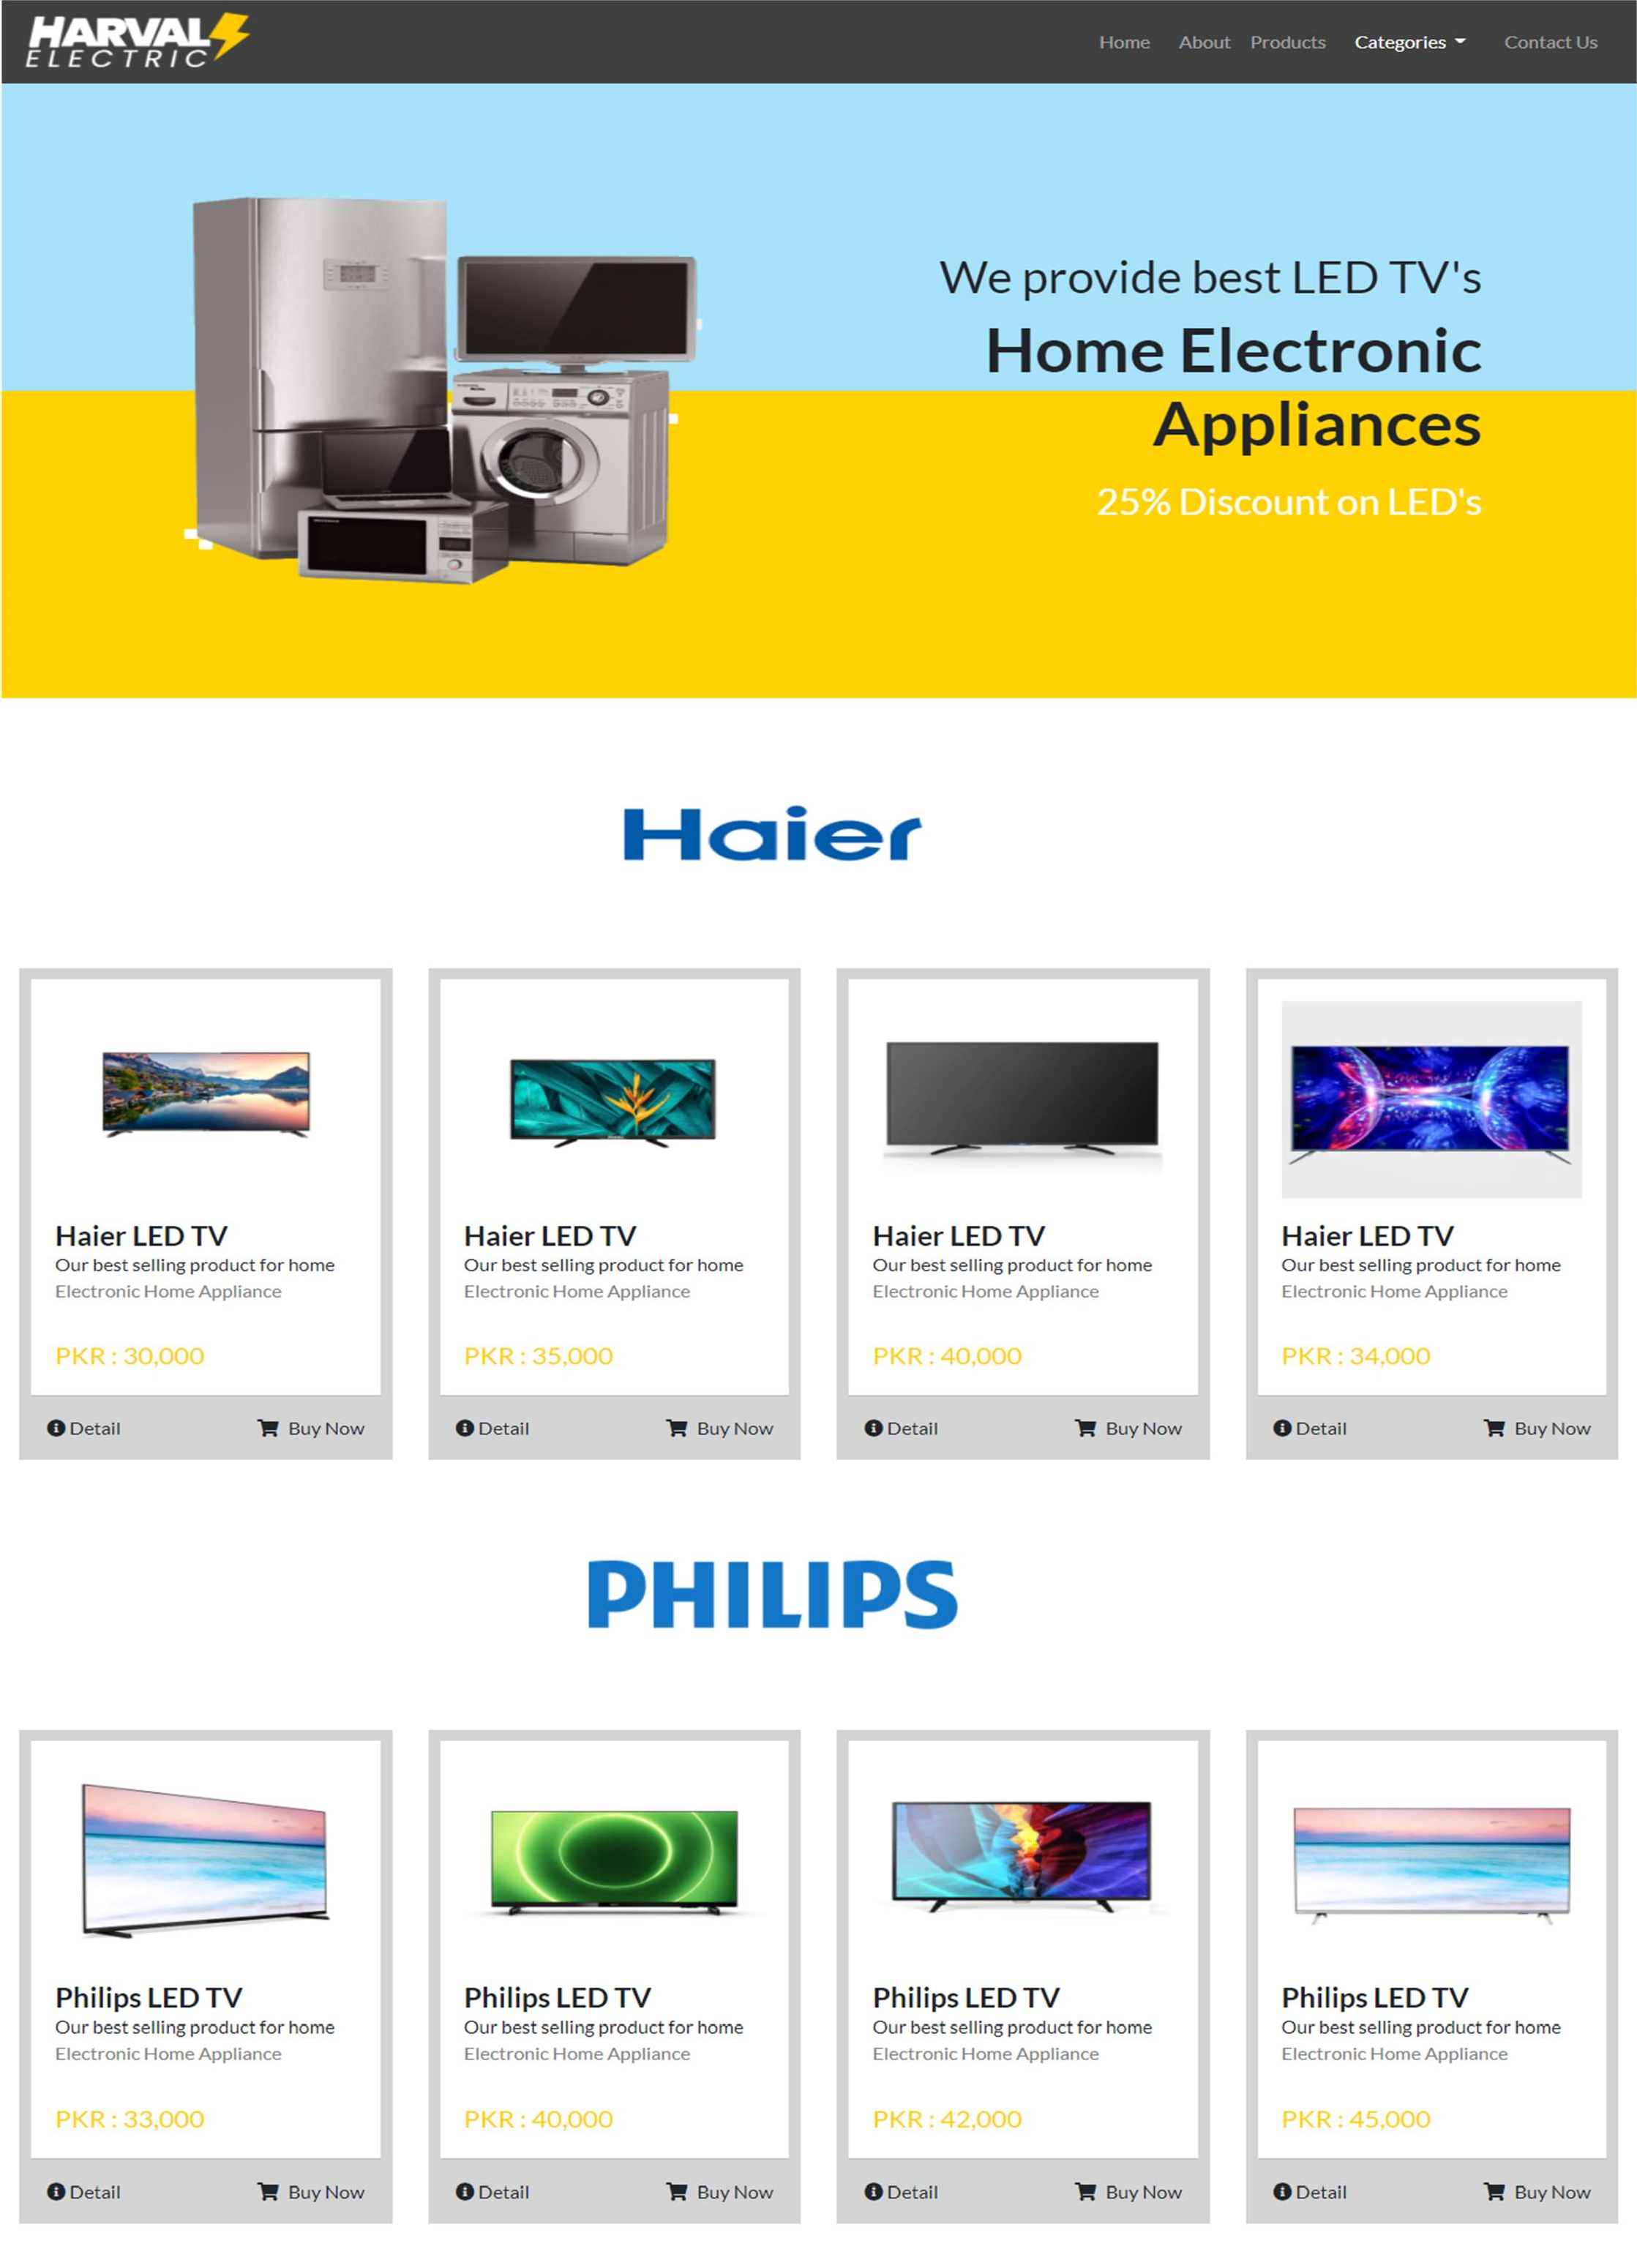 HARVAL
ELECTRIC
Home About Products Categories Contact Us
We provide best LED TV's
Home Electronic
Appliances
25% Discount on LED's
Haier
Haier LED TV
Our best selling product for home
Electronic Home Appliance
PKR : 30,000
Detail Buy Now
Haier LED TV
Our best selling product for home
Electronic Home Appliance
PKR : 35,000
Detail Buy Now
Haier LED TV
Our best selling product for home
Electronic Home Appliance
PKR : 40,000
Detail Buy Now
Haier LED TV
Our best selling product for home
Electronic Home Appliance
PKR : 34,000
Detail Buy Now
PHILIPS
Philips LED TV
Our best selling product for home
Electronic Home Appliance
PKR : 33,000
Detail Buy Now
Philips LED TV
Our best selling product for home
Electronic Home Appliance
PKR : 40,000
Detail Buy Now
Philips LED TV
Our best selling product for home
Electronic Home Appliance
PKR : 42,000
Detail Buy Now
Philips LED TV
Our best selling product for home
Electronic Home Appliance
PKR : 45,000
Detail Buy Now